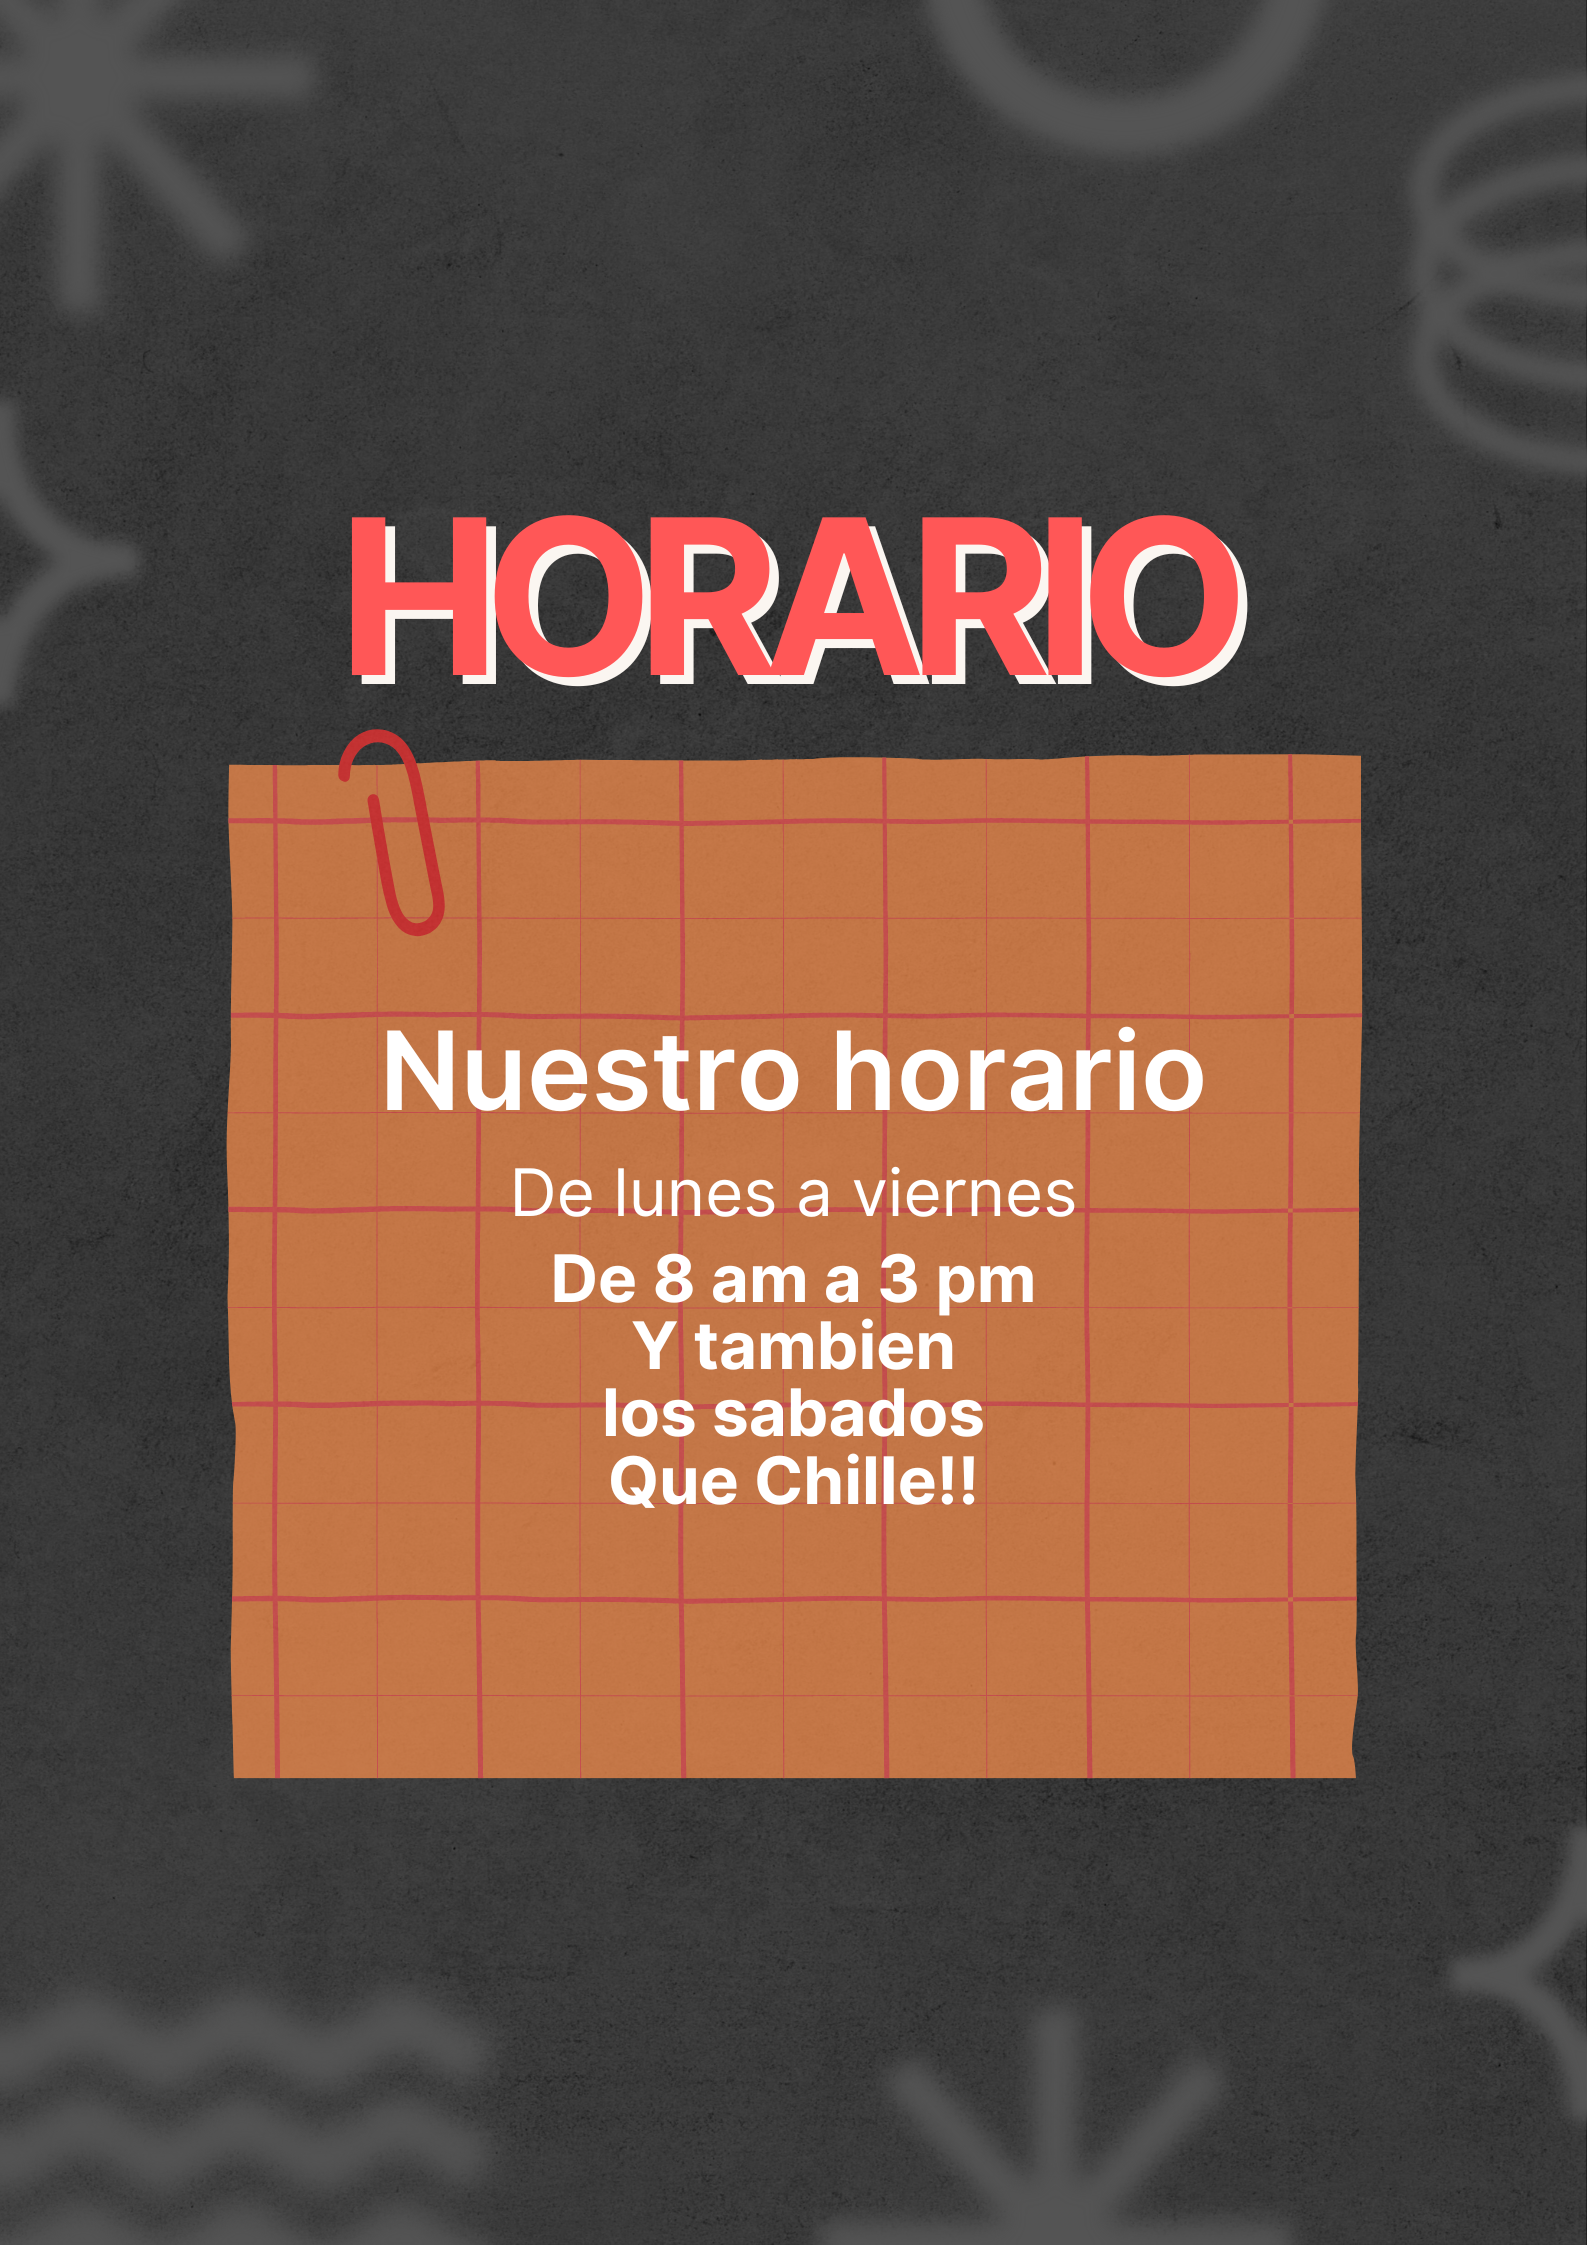 HORARIO
Nuestro horario
De lunes a viernes
De 8 am a 3 pm
Y tambien
los sabados
Que Chille!!